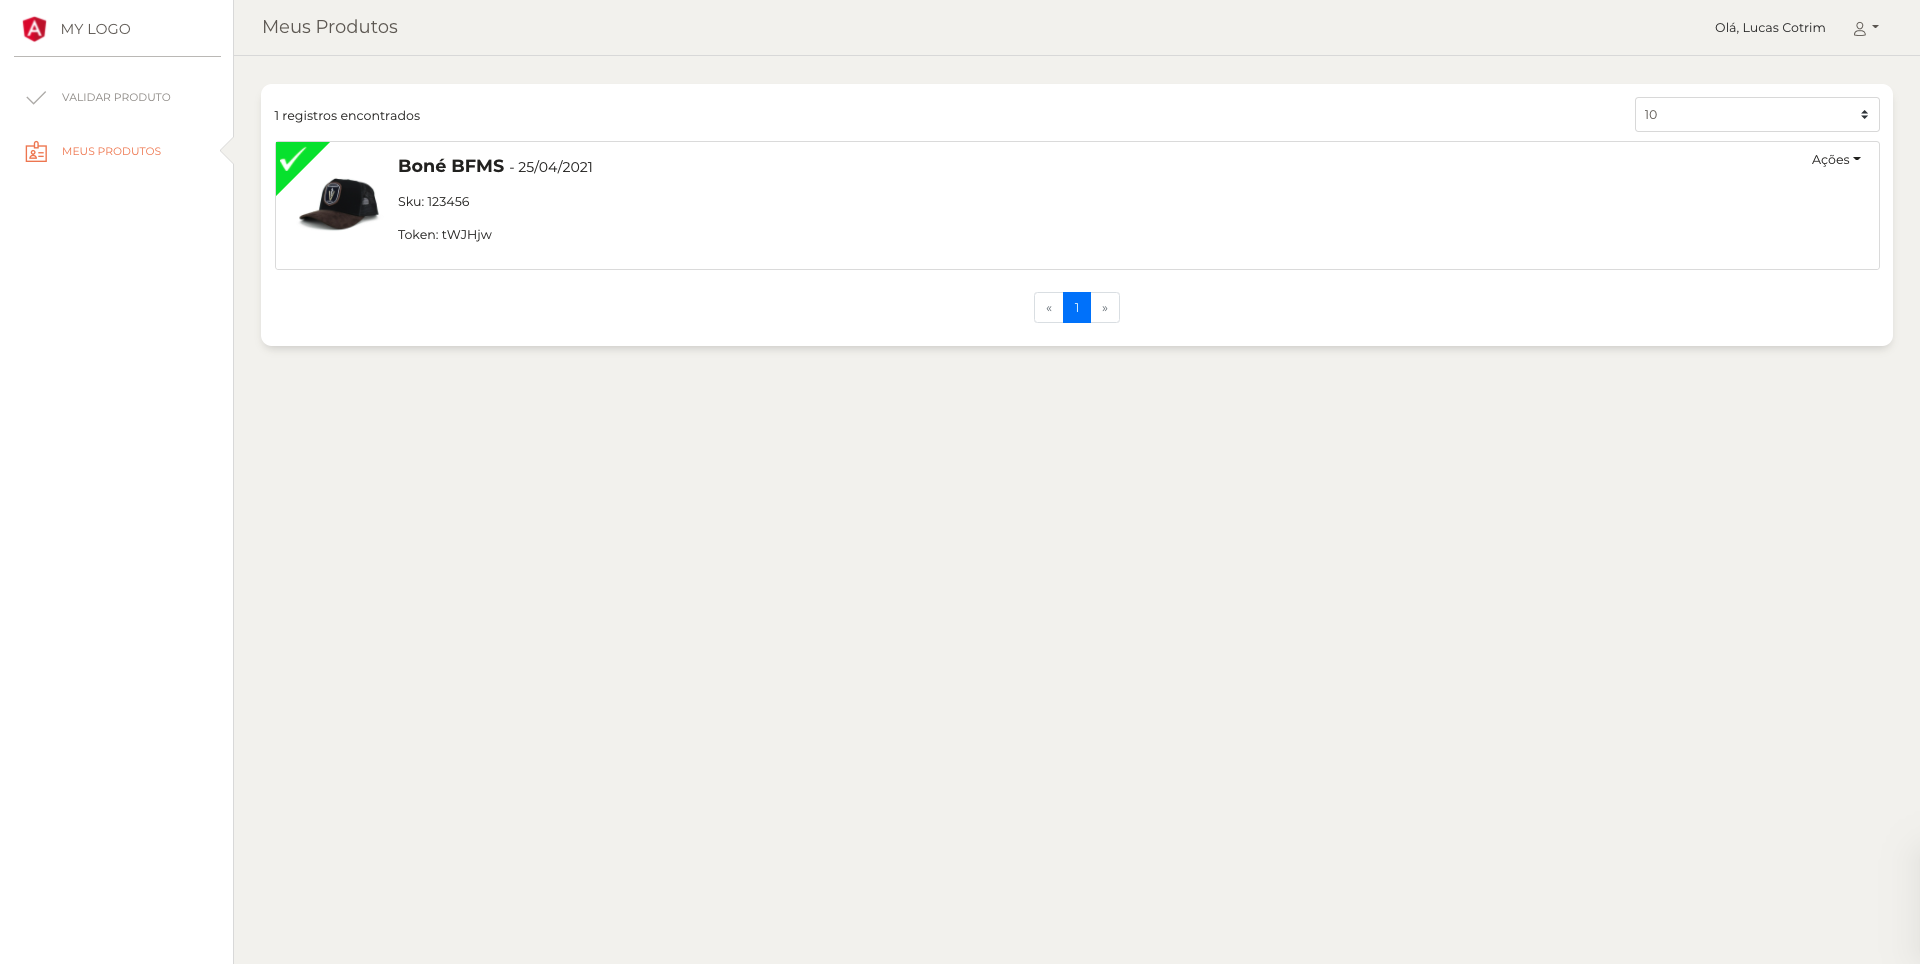 MY LOGO
VALIDAR PRODUTO
MEUS PRODUTOS
Meus Produtos
Olá, Lucas Cotrim
1 registros encontrados
10
Boné BFMS - 25/04/2021
Ações
Sku: 123456
Token: tWJHjw
« 1 »